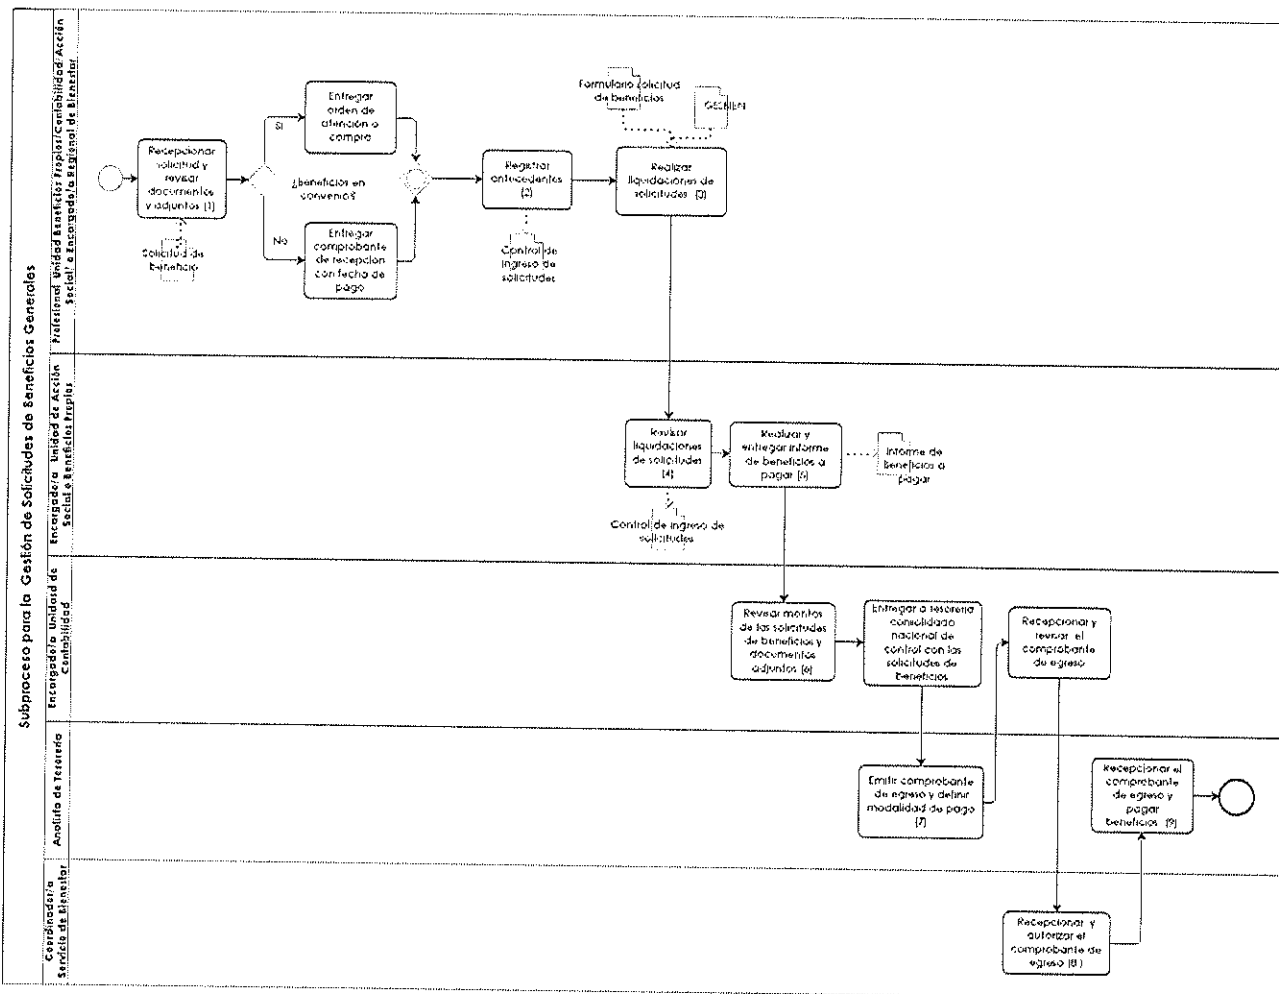 Subproceso para la Gestión de Solicitudes de Beneficios Generales
Profesional Unidad Beneficios Propios/Contabilidad/Acción
Social/ o Encargado/a Regional de Bienestar
Recepcionar
solicitud y
revisar
documentos
y adjuntos (1)
Solicitud de
beneficio
Si
No
¿beneficios en
convenio?
Entregar
orden de
atención o
compra
Entregar
comprobante
de recepción
con fecha de
pago
Registrar
antecedentes
(2)
Control de
ingreso de
solicitudes
Formulario solicitud
de beneficios
Realizar
liquidaciones de
solicitudes (3)
Encargado/a Unidad de Acción
Social o Beneficios Propios
Revisar
liquidaciones
de solicitudes
(4)
Control de ingreso de
solicitudes
Realizar y
entregar informe
de beneficios a
pagar (5)
Informe de
beneficios a
pagar
Encargado/a Unidasd de
Contabilidad
Revisar montos
de las solicitudes
de beneficios y
documentos
adjuntos (6)
Entregar a tesorería
consolidado
nacional de
control con las
solicitudes de
beneficios
Recepcionar y
revisar el
comprobante
de egreso
Analista de Tesorería
Emitir comprobante
de egreso y definir
modalidad de pago
(7)
Recepcionar el
comprobante
de egreso y
pagar
beneficios (9)
Coordinador/a
Servicio de Bienestar
Recepcionar y
autorizar el
comprobante de
egreso (8)